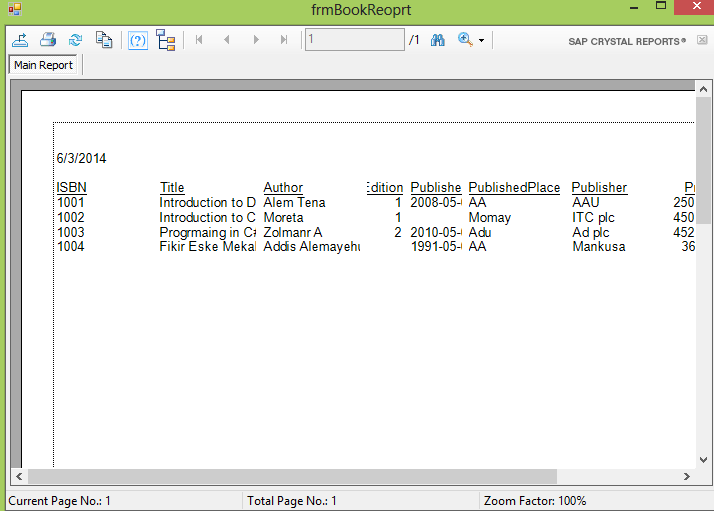 frmBookReoprt
1 /1 SAP CRYSTAL REPORTS®
Main Report
6/3/2014
ISBN Title Author Edition Publishe PublishedPlace Publisher Pr
1001 Introduction to D Alem Tena 1 2008-05- AA AAU 250
1002 Introduction to C Moreta 1 Momay ITC plc 450
1003 Progrmaing in C# Zolmanr A 2 2010-05- Adu Ad plc 452
1004 Fikir Eske Mekal Addis Alemayehu 1991-05- AA Mankusa 36
Current Page No.: 1 Total Page No.: 1 Zoom Factor: 100%